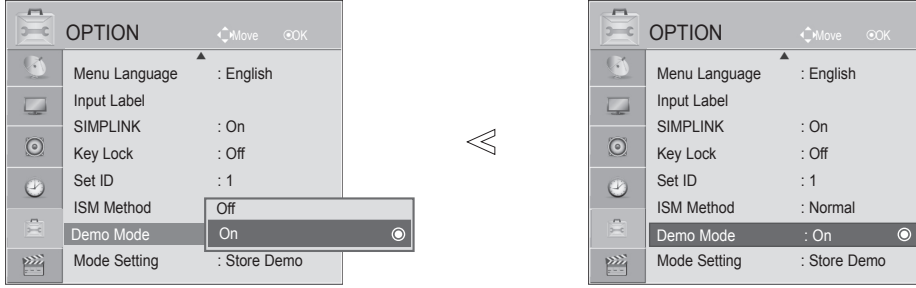 OPTION
Move OK
Menu Language : English
Input Label
SIMPLINK : On
Key Lock : Off
Set ID : 1
ISM Method
Off
Demo Mode
On
Mode Setting : Store Demo
OPTION
Move OK
Menu Language : English
Input Label
SIMPLINK : On
Key Lock : Off
Set ID : 1
ISM Method : Normal
Demo Mode : On
Mode Setting : Store Demo